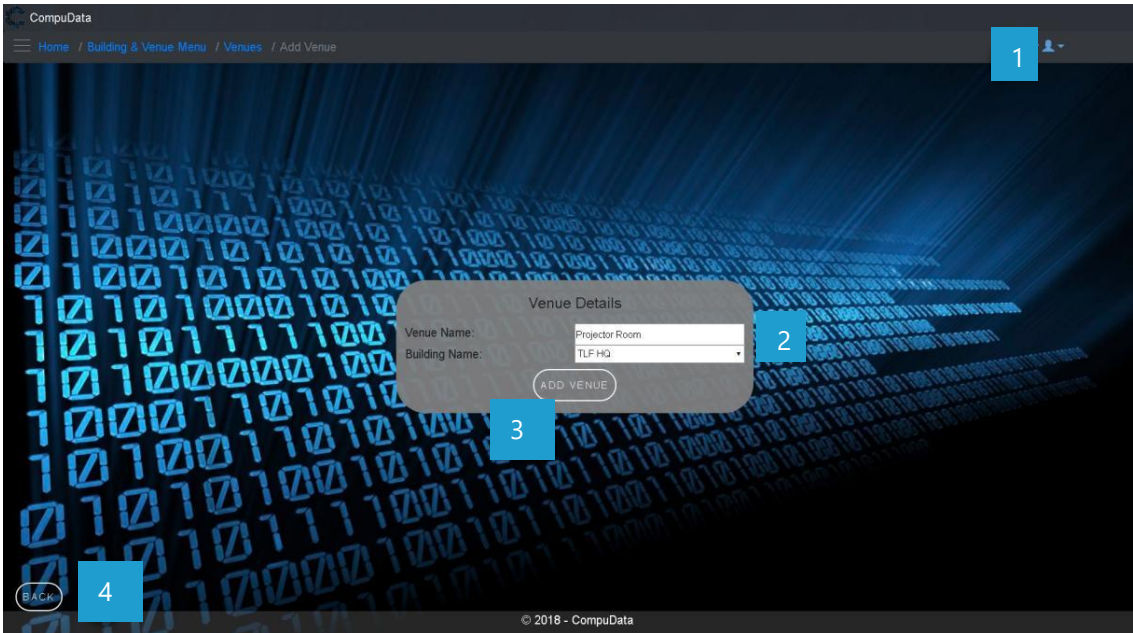 CompuData
Home / Building & Venue Menu / Venues / Add Venue
1
Venue Details
Venue Name: Projector Room
2
Building Name: TLF HQ
ADD VENUE
3
4
BACK
© 2018 - CompuData